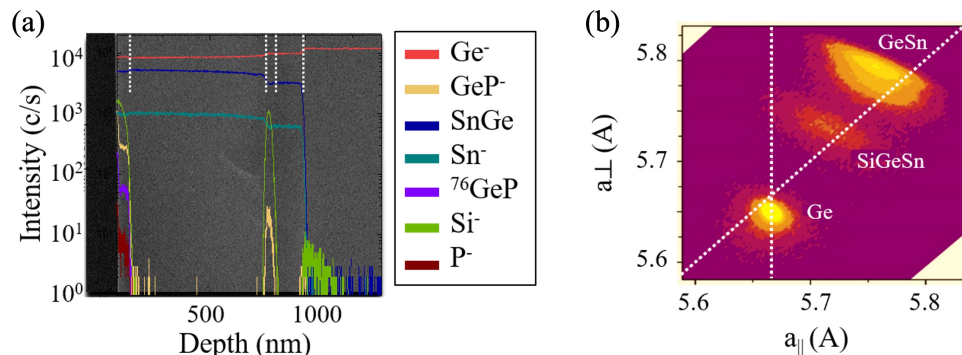 (a)
Intensity (c/s)
10⁴
10³
10²
10¹
10⁰
500
1000
Depth (nm)
Ge⁻
GeP⁻
SnGe
Sn⁻
⁷⁶GeP
Si⁻
P⁻
(b)
a⊥ (A)
5.8
5.7
5.6
GeSn
SiGeSn
Ge
5.6
5.7
5.8
a|| (A)